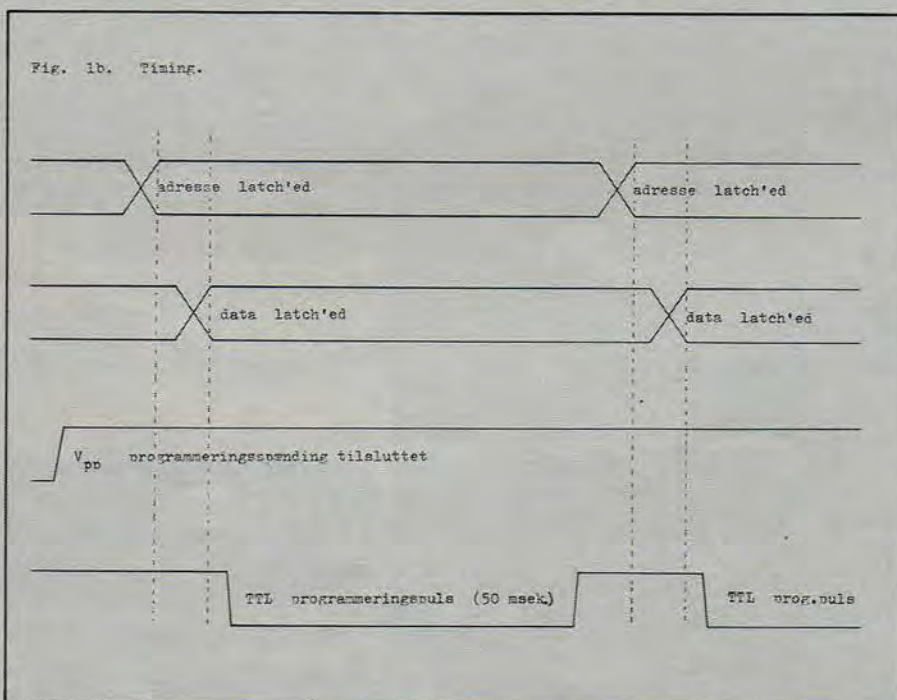 Fig. 1b. Timing.
adresse latch'ed
adresse latch'ed
data latch'ed
data latch'ed
Vpp programmeringsspænding tilsluttet
TTL programmeringspuls (50 msek)
TTL prog.puls